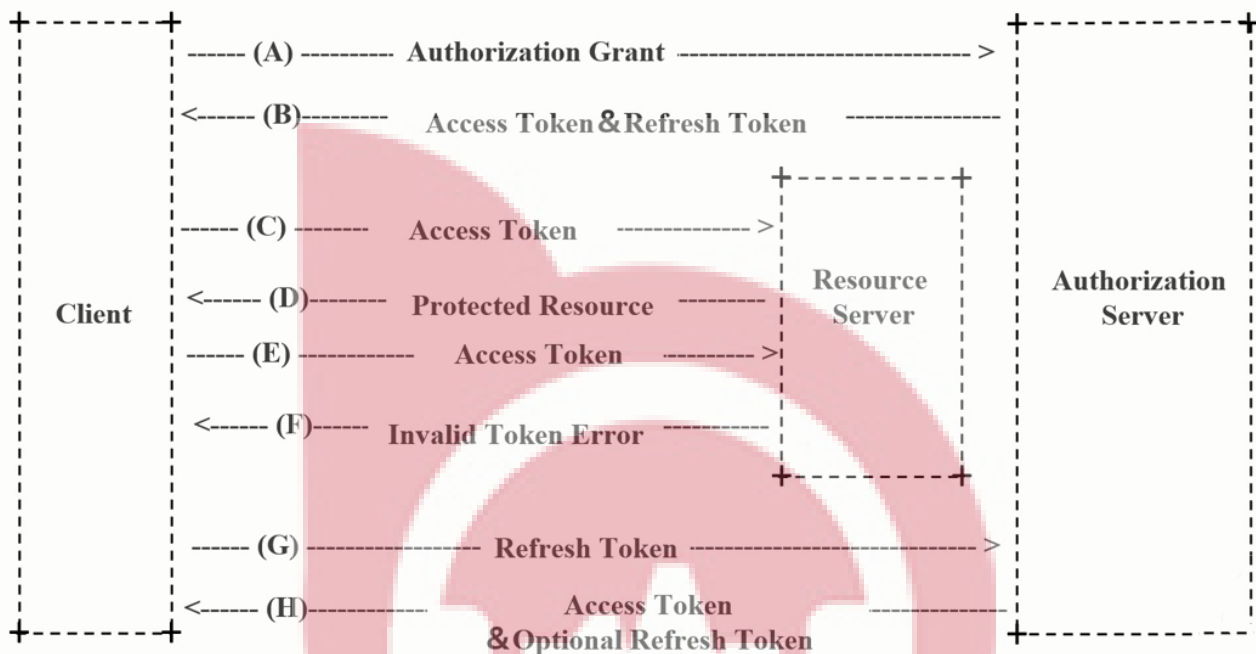 (A) Authorization Grant
(B) Access Token & Refresh Token
(C) Access Token
(D) Protected Resource
Resource
Server
Client
Authorization
Server
(E) Access Token
(F) Invalid Token Error
(G) Refresh Token
(H) Access Token
& Optional Refresh Token